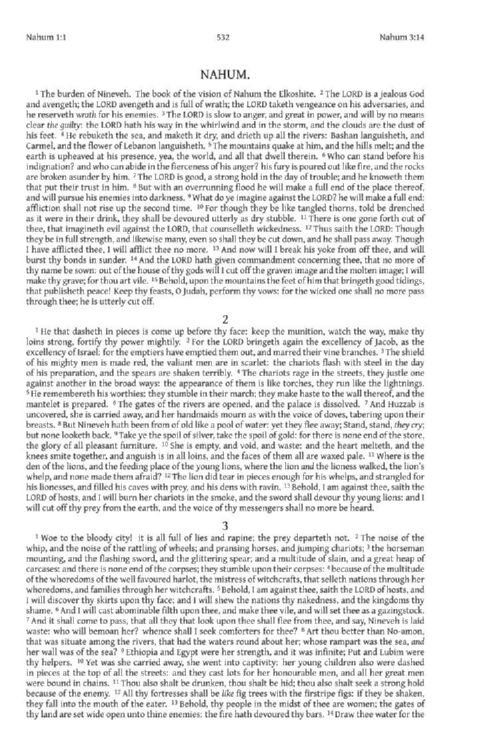 Nahum 1:1 532 Nahum 3:14
NAHUM.
1 The burden of Nineveh. The book of the vision of Nahum the Elkoshite. 2 The LORD is a jealous God
and avengeth; the LORD avengeth and is full of wrath; the LORD taketh vengeance on his adversaries, and
he reserveth wrath for his enemies. 3 The LORD is slow to anger, and great in power, and will by no means
clear the guilty: the LORD hath his way in the whirlwind and in the storm, and the clouds are the dust of
his feet. 4 He rebuketh the sea, and maketh it dry, and drieth up all the rivers: Bashan languisheth, and
Carmel, and the flower of Lebanon languisheth. 5 The mountains quake at him, and the hills melt; and the
earth is upheaved at his presence, yea, the world, and all that dwell therein. 6 Who can stand before his
indignation? and who can abide in the fierceness of his anger? his fury is poured out like fire, and the rocks
are broken asunder by him. 7 The LORD is good, a strong hold in the day of trouble; and he knoweth them
that put their trust in him. 8 But with an overrunning flood he will make a full end of the place thereof,
and will pursue his enemies into darkness. 9 What do ye imagine against the LORD? he will make a full end:
affliction shall not rise up the second time. 10 For though they be like tangled thorns, told be drenched
as it were in their drink, they shall be devoured utterly as dry stubble. 11 There is one gone forth out of
thee, that imagineth evil against the LORD, that counselleth wickedness. 12 Thus saith the LORD: Though
they be in full strength, and likewise many, even so shall they be cut down, and he shall pass away. Though
I have afflicted thee, I will afflict thee no more. 13 And now will I break his yoke from off thee, and will
burst thy bonds in sunder. 14 And the LORD hath given commandment concerning thee, that no more of
thy name be sown: out of the house of thy gods will I cut off the graven image and the molten image; I will
make thy grave; for thou art vile. 15 Behold, upon the mountains the feet of him that bringeth good tidings,
that publisheth peace! Keep thy feasts, O Judah, perform thy vows: for the wicked one shall no more pass
through thee; he is utterly cut off.
2
1 He that dasheth in pieces is come up before thy face: keep the munition, watch the way, make thy
loins strong, fortify thy power mightily. 2 For the LORD bringeth again the excellency of Jacob, as the
excellency of Israel: for the emptiers have emptied them out, and marred their vine branches. 3 The shield
of his mighty men is made red, the valiant men are in scarlet: the chariots flash with steel in the day
of his preparation, and the spears are shaken terribly. 4 The chariots rage in the streets, they justle one
against another in the broad ways: the appearance of them is like torches, they run like the lightnings.
5 He remembereth his worthies: they stumble in their march; they make haste to the wall thereof, and the
mantelet is prepared. 6 The gates of the rivers are opened, and the palace is dissolved. 7 And Huzzab is
uncovered, she is carried away, and her handmaids mourn as with the voice of doves, tabering upon their
breasts. 8 But Nineveh hath been from of old like a pool of water: yet they flee away; Stand, stand, they cry;
but none looketh back. 9 Take ye the spoil of silver, take the spoil of gold: for there is none end of the store,
the glory of all pleasant furniture. 10 She is empty, and void, and waste: and the heart melteth, and the
knees smite together, and anguish is in all loins, and the faces of them all are waxed pale. 11 Where is the
den of the lions, and the feeding place of the young lions, where the lion and the lioness walked, the lion's
whelp, and none made them afraid? 12 The lion did tear in pieces enough for his whelps, and strangled for
his lionesses, and filled his caves with prey, and his dens with ravin. 13 Behold, I am against thee, saith the
LORD of hosts, and I will burn her chariots in the smoke, and the sword shall devour thy young lions: and I
will cut off thy prey from the earth, and the voice of thy messengers shall no more be heard.
3
1 Woe to the bloody city! it is all full of lies and rapine; the prey departeth not. 2 The noise of the
whip, and the noise of the rattling of wheels; and pransing horses, and jumping chariots; 3 the horseman
mounting, and the flashing sword, and the glittering spear; and a multitude of slain, and a great heap of
carcases: and there is none end of the corpses; they stumble upon their corpses: 4 because of the multitude
of the whoredoms of the well favoured harlot, the mistress of witchcrafts, that selleth nations through her
whoredoms, and families through her witchcrafts. 5 Behold, I am against thee, saith the LORD of hosts, and
I will discover thy skirts upon thy face; and I will shew the nations thy nakedness, and the kingdoms thy
shame. 6 And I will cast abominable filth upon thee, and make thee vile, and will set thee as a gazingstock.
7 And it shall come to pass, that all they that look upon thee shall flee from thee, and say, Nineveh is laid
waste: who will bemoan her? whence shall I seek comforters for thee? 8 Art thou better than No-amon,
that was situate among the rivers, that had the waters round about her; whose rampart was the sea, and
her wall was of the sea? 9 Ethiopia and Egypt were her strength, and it was infinite; Put and Lubim were
thy helpers. 10 Yet was she carried away, she went into captivity: her young children also were dashed
in pieces at the top of all the streets: and they cast lots for her honourable men, and all her great men
were bound in chains. 11 Thou also shalt be drunken, thou shalt be hid; thou also shalt seek a strong hold
because of the enemy. 12 All thy fortresses shall be like fig trees with the firstripe figs: if they be shaken,
they fall into the mouth of the eater. 13 Behold, thy people in the midst of thee are women; the gates of
thy land are set wide open unto thine enemies: the fire hath devoured thy bars. 14 Draw thee water for the